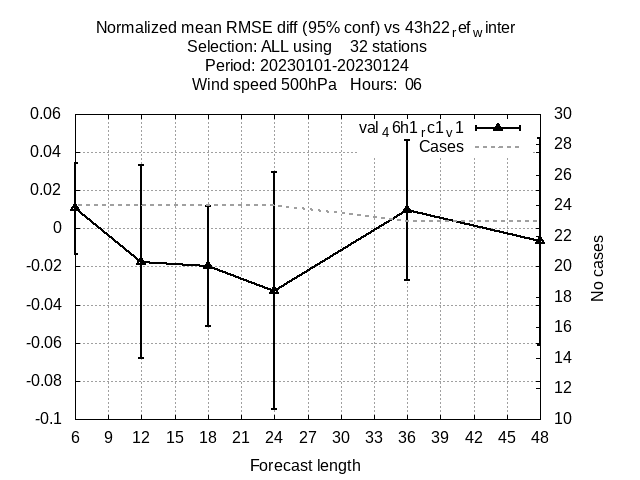 Normalized mean RMSE diff (95% conf) vs 43h22refwinter
Selection: ALL using 32 stations
Period: 20230101-20230124
Wind speed 500hPa Hours: 06
val46h1rc1v1
Cases
0.06
0.04
0.02
0
-0.02
-0.04
-0.06
-0.08
-0.1
30
28
26
24
22
20
18
16
14
12
10
No cases
6 9 12 15 18 21 24 27 30 33 36 39 42 45 48
Forecast length